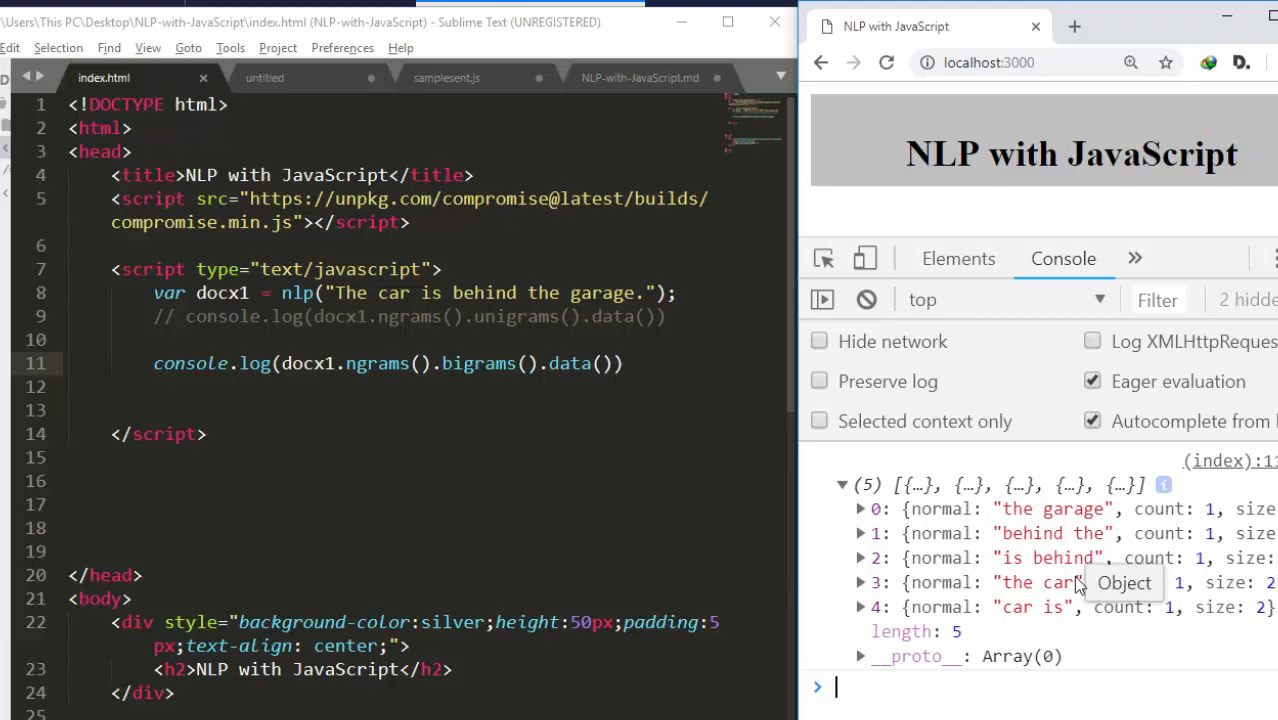 \Users\This PC\Desktop\NLP-with-JavaScript\index.html (NLP-with-JavaScript) - Sublime Text (UNREGISTERED)
Edit Selection Find View Goto Tools Project Preferences Help
index.html untitled samplesent.js NLP-with-JavaScript.md
1 <!DOCTYPE html>
2 <html>
3 <head>
4 <title>NLP with JavaScript</title>
5 <script src="https://unpkg.com/compromise@latest/builds/
compromise.min.js"></script>
6
7 <script type="text/javascript">
8 var docx1 = nlp("The car is behind the garage.");
9 // console.log(docx1.ngrams().unigrams().data())
10
11 console.log(docx1.ngrams().bigrams().data())
12
13
14 </script>
15
16
17
18
19
20 </head>
21 <body>
22 <div style="background-color:silver;height:50px;padding:5
px;text-align: center;">
23 <h2>NLP with JavaScript</h2>
24 </div>
25
NLP with JavaScript
localhost:3000
D.
NLP with JavaScript
Elements Console »
top Filter 2 hidde
Hide network Log XMLHttpReques
Preserve log Eager evaluation
Selected context only Autocomplete from
(index):11
(5) [{…}, {…}, {…}, {…}, {…}] i
0: {normal: "the garage", count: 1, size
1: {normal: "behind the", count: 1, size
2: {normal: "is behind", count: 1, size:
3: {normal: "the car" 1, size: 2
Object
4: {normal: "car is", count: 1, size: 2}
length: 5
__proto__: Array(0)
>